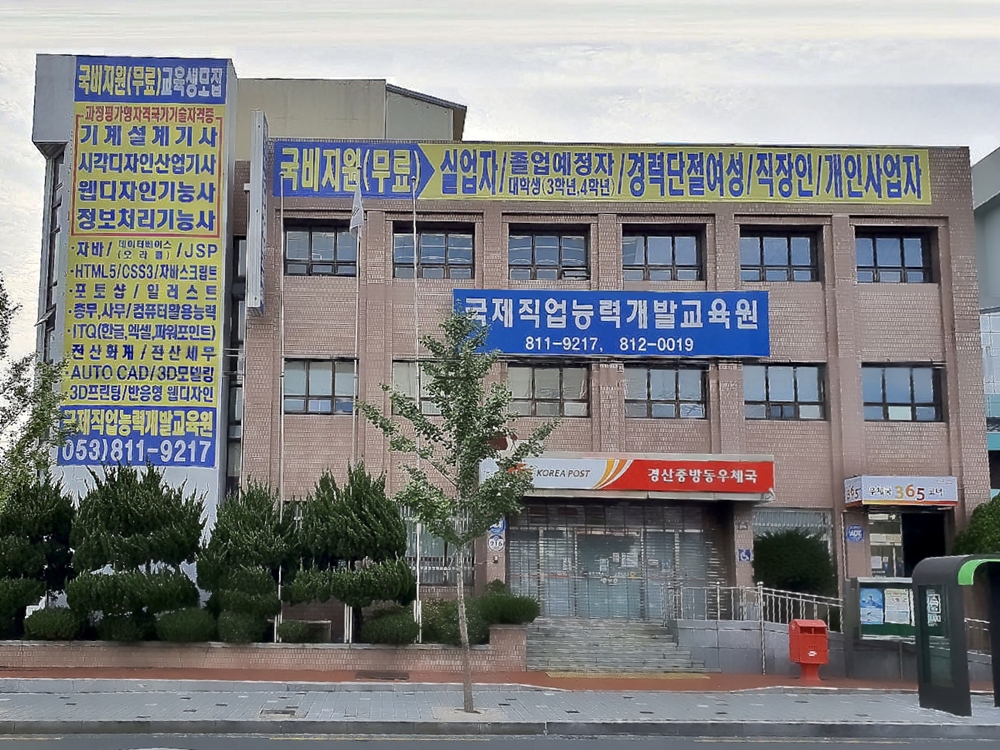 국비지원(무료)교육생모집
과정평가형자격국가기술자격증
기계설계기사
시각디자인산업기사
웹디자인기능사
정보처리기능사
·자바/(데이터베이스/오라클)/JSP
·HTML5/CSS3/자바스크립트
포토샵/일러스트
·총무,사무/컴퓨터활용능력
·ITQ(한글,엑셀,파워포인트)
전산회계/전산세무
·AUTO CAD/3D모델링
·3D프린팅/반응형 웹디자인
국제직업능력개발교육원
(053)811-9217
국비지원(무료) 실업자/졸업예정자/경력단절여성/직장인/개인사업자
대학생(3학년,4학년)
국제직업능력개발교육원
811-9217, 812-0019
KOREA POST 경산중방동우체국
우체국 365 코너